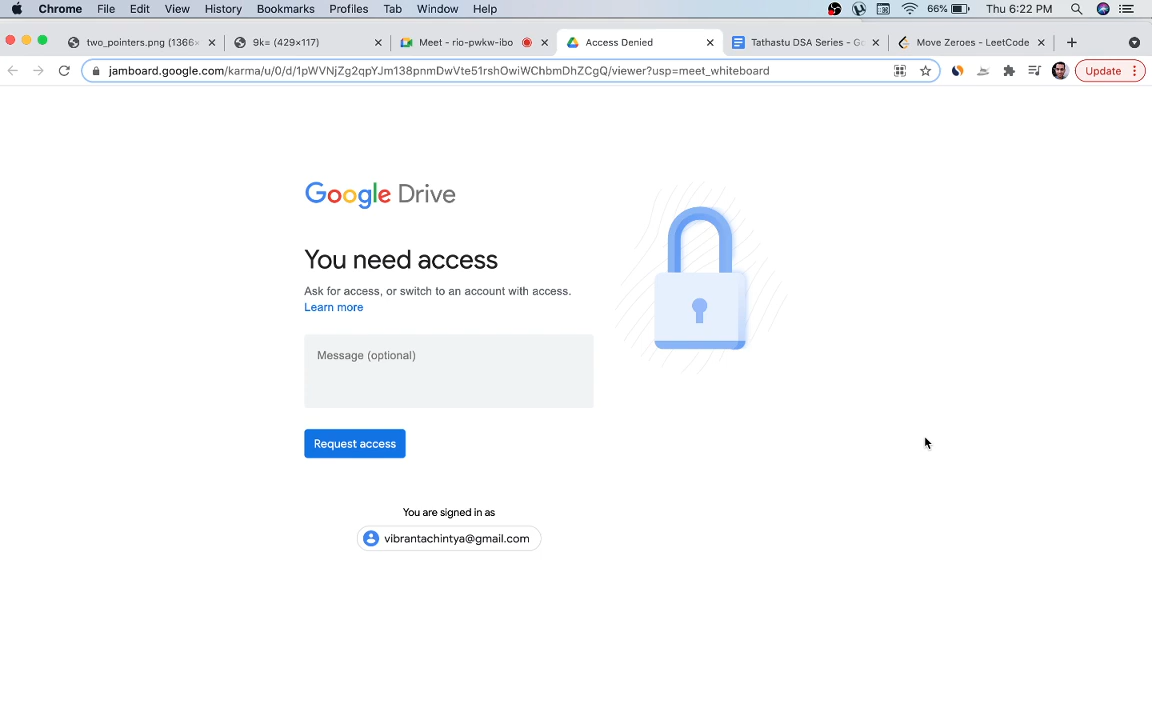 Chrome File Edit View History Bookmarks Profiles Tab Window Help 66% Thu 6:22 PM
two_pointers.png (1366× 9k= (429×117) Meet - rio-pwkw-ibo Access Denied Tathastu DSA Series - Go Move Zeroes - LeetCode
jamboard.google.com/karma/u/0/d/1pWVNjZg2qpYJm138pnmDwVte51rshOwiWChbmDhZCgQ/viewer?usp=meet_whiteboard Update
Google Drive
You need access
Ask for access, or switch to an account with access.
Learn more
Message (optional)
Request access
You are signed in as
vibrantachintya@gmail.com